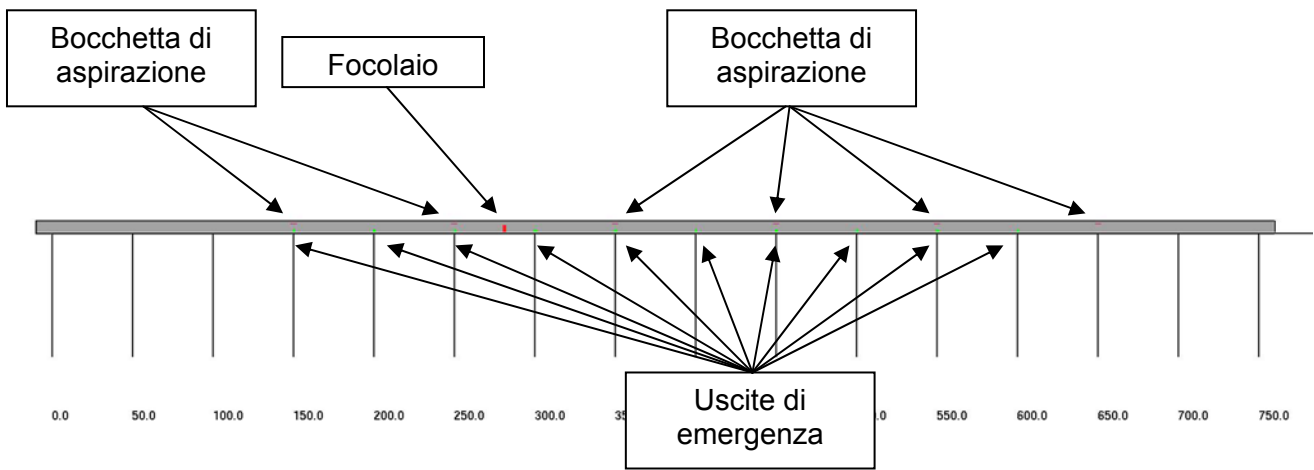 Bocchetta di
aspirazione
Focolaio
Bocchetta di
aspirazione
Uscite di
emergenza
0.0 50.0 100.0 150.0 200.0 250.0 300.0 550.0 600.0 650.0 700.0 750.0